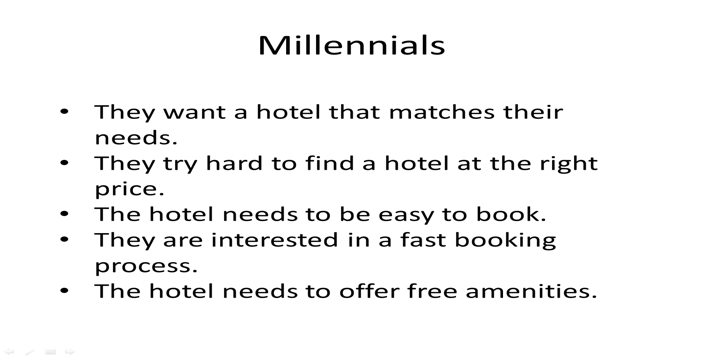 Millennials
• They want a hotel that matches their
needs.
• They try hard to find a hotel at the right
price.
• The hotel needs to be easy to book.
• They are interested in a fast booking
process.
• The hotel needs to offer free amenities.